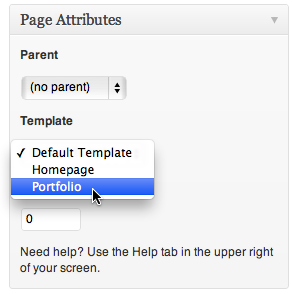 Page Attributes
Parent
(no parent)
Template
✓ Default Template
Homepage
Portfolio
0
Need help? Use the Help tab in the upper right
of your screen.